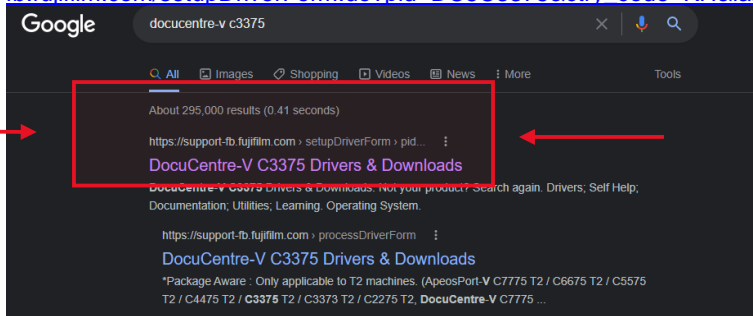 Google
docucentre-v c3375
All Images Shopping Videos News More Tools
About 295,000 results (0.41 seconds)
https://support-fb.fujifilm.com › setupDriverForm › pid...
DocuCentre-V C3375 Drivers & Downloads
DocuCentre-V C3375 Drivers & Downloads. Not your product? Search again. Drivers; Self Help;
Documentation; Utilities; Learning. Operating System.
https://support-fb.fujifilm.com › processDriverForm
DocuCentre-V C3375 Drivers & Downloads
*Package Aware : Only applicable to T2 machines. (ApeosPort-V C7775 T2 / C6675 T2 / C5575
T2 / C4475 T2 / C3375 T2 / C3373 T2 / C2275 T2, DocuCentre-V C7775 ...